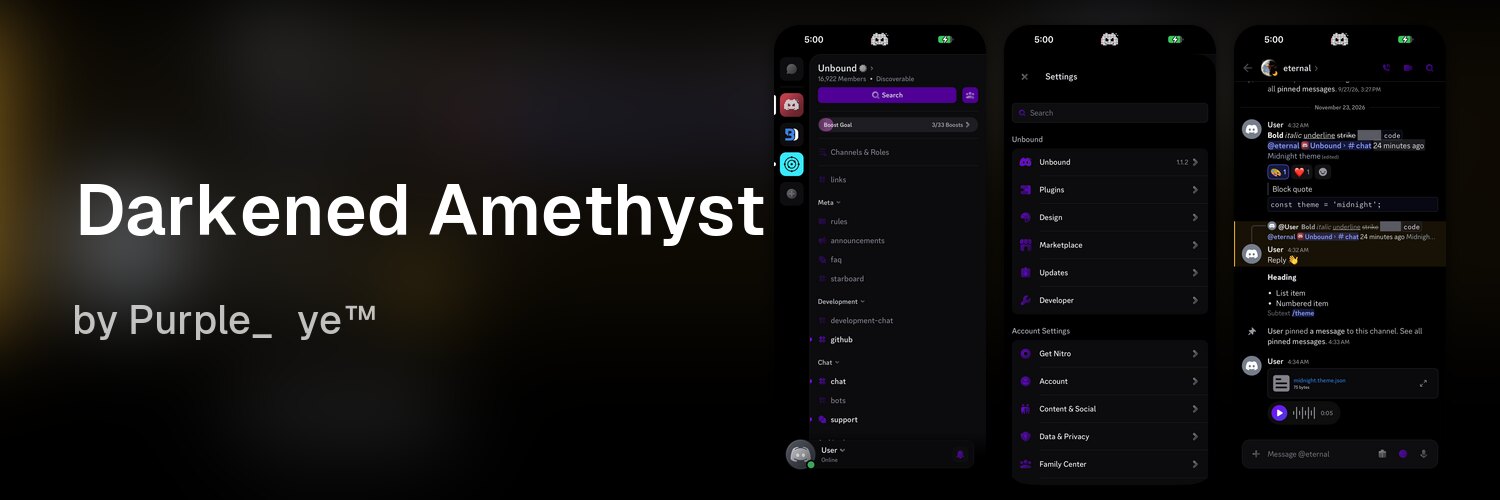 Darkened Amethyst
by Purple_ ye™
5:00
Unbound
16,922 Members • Discoverable
Search
Boost Goal
3/33 Boosts
Channels & Roles
links
Meta
rules
announcements
faq
starboard
Development
development-chat
github
Chat
chat
bots
support
User
Online
5:00
Settings
Search
Unbound
Unbound
1.1.2
Plugins
Design
Marketplace
Updates
Developer
Account Settings
Get Nitro
Account
Content & Social
Data & Privacy
Family Center
5:00
eternal
all pinned messages. 9/27/26, 3:27 PM
November 23, 2026
User 4:32 AM
Bold italic underline strike code
@eternal Unbound › # chat 24 minutes ago
Midnight theme (edited)
1 1
Block quote
const theme = 'midnight';
@User Bold italic underline strike code
@eternal Unbound › # chat 24 minutes ago Midnigh...
User 4:32 AM
Reply 👋
Heading
• List item
• Numbered item
Subtext /theme
User pinned a message to this channel. See all
pinned messages. 4:33 AM
User 4:34 AM
midnight theme.json
75 bytes
0:05
Message @eternal